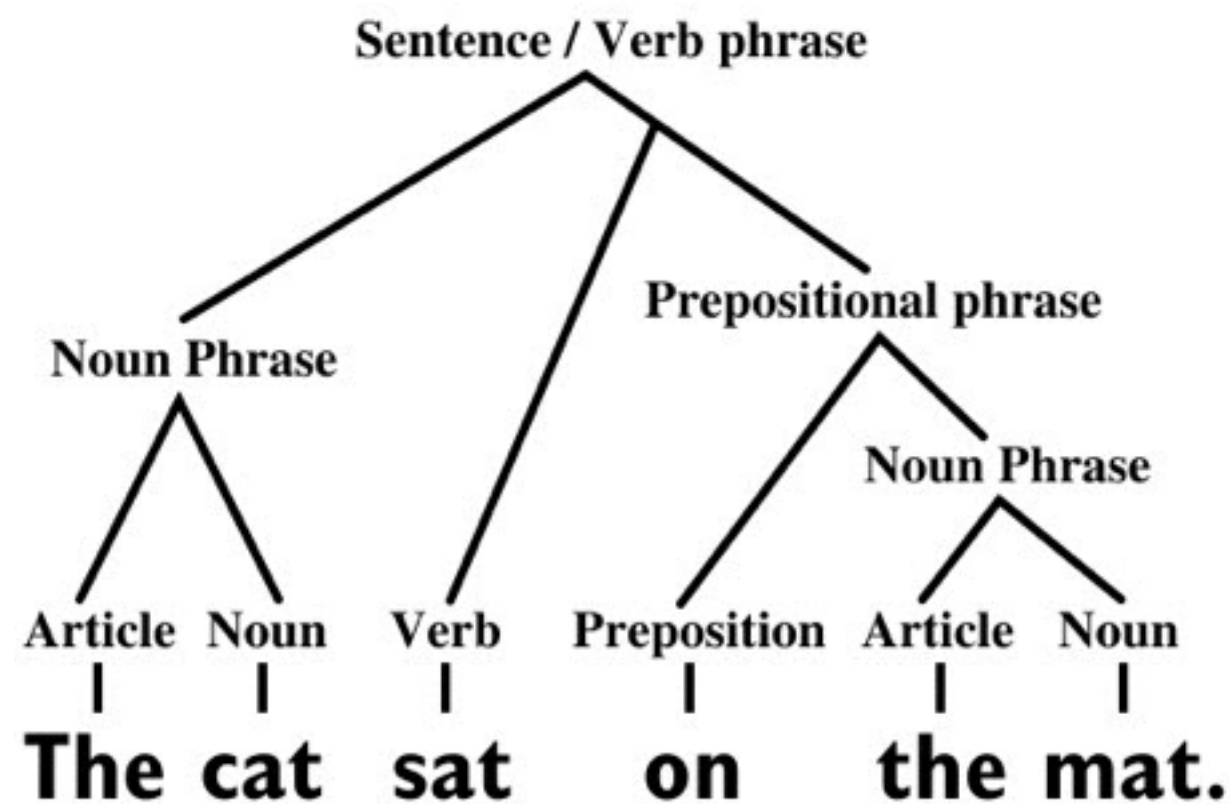 Sentence / Verb phrase
Prepositional phrase
Noun Phrase
Noun Phrase
Article Noun Verb Preposition Article Noun
The cat sat on the mat.